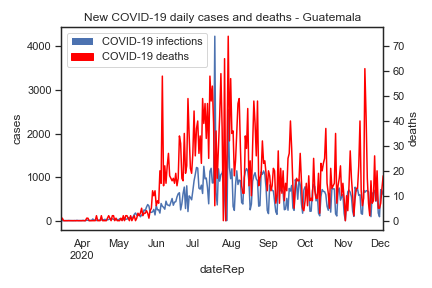 New COVID-19 daily cases and deaths - Guatemala
COVID-19 infections
COVID-19 deaths
4000
3000
2000
1000
0
cases
70
60
50
40
30
20
10
0
deaths
Apr May Jun Jul Aug Sep Oct Nov Dec
2020
dateRep